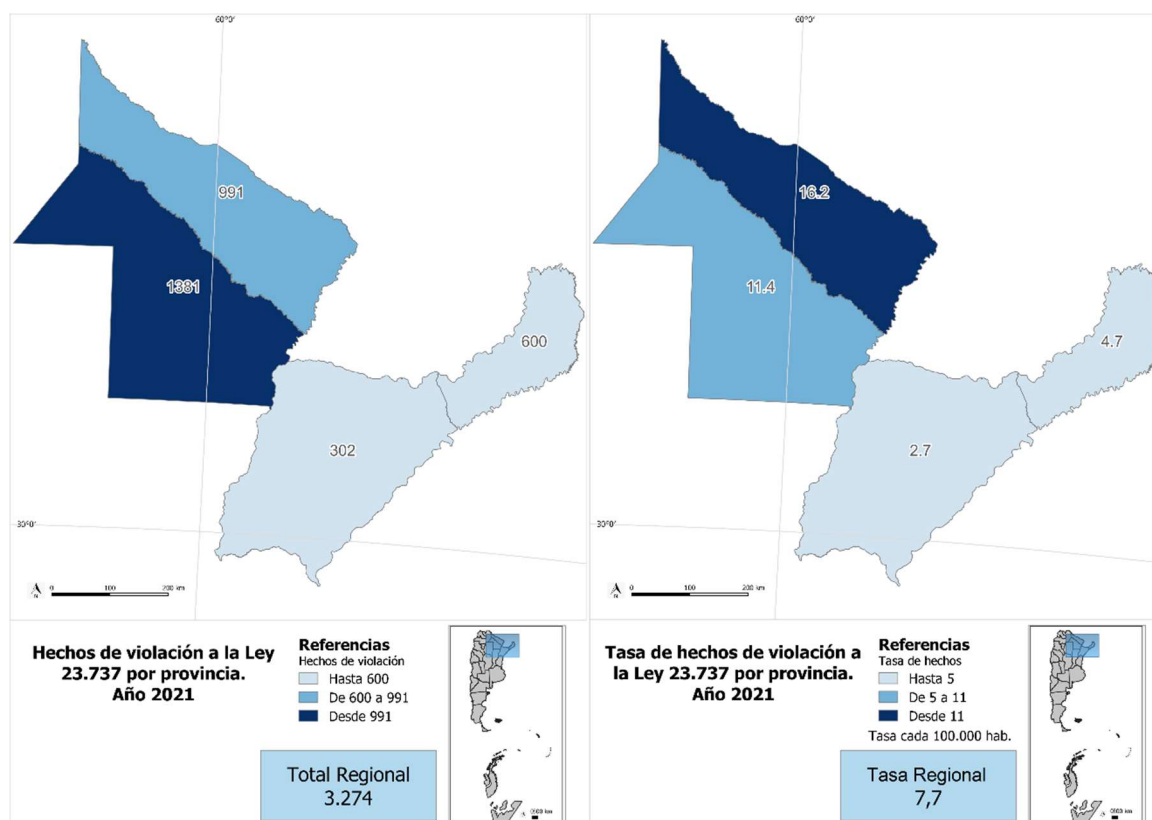 60°0'
991
1381
600
302
30°0'
N
0 100 200 km
Hechos de violación a la Ley
23.737 por provincia.
Año 2021
Referencias
Hechos de violación
Hasta 600
De 600 a 991
Desde 991
Total Regional
3.274
N
60°0'
16.2
11.4
4.7
2.7
30°0'
N
0 100 200 km
Tasa de hechos de violación a
la Ley 23.737 por provincia.
Año 2021
Referencias
Tasa de hechos
Hasta 5
De 5 a 11
Desde 11
Tasa cada 100.000 hab.
Tasa Regional
7,7
N